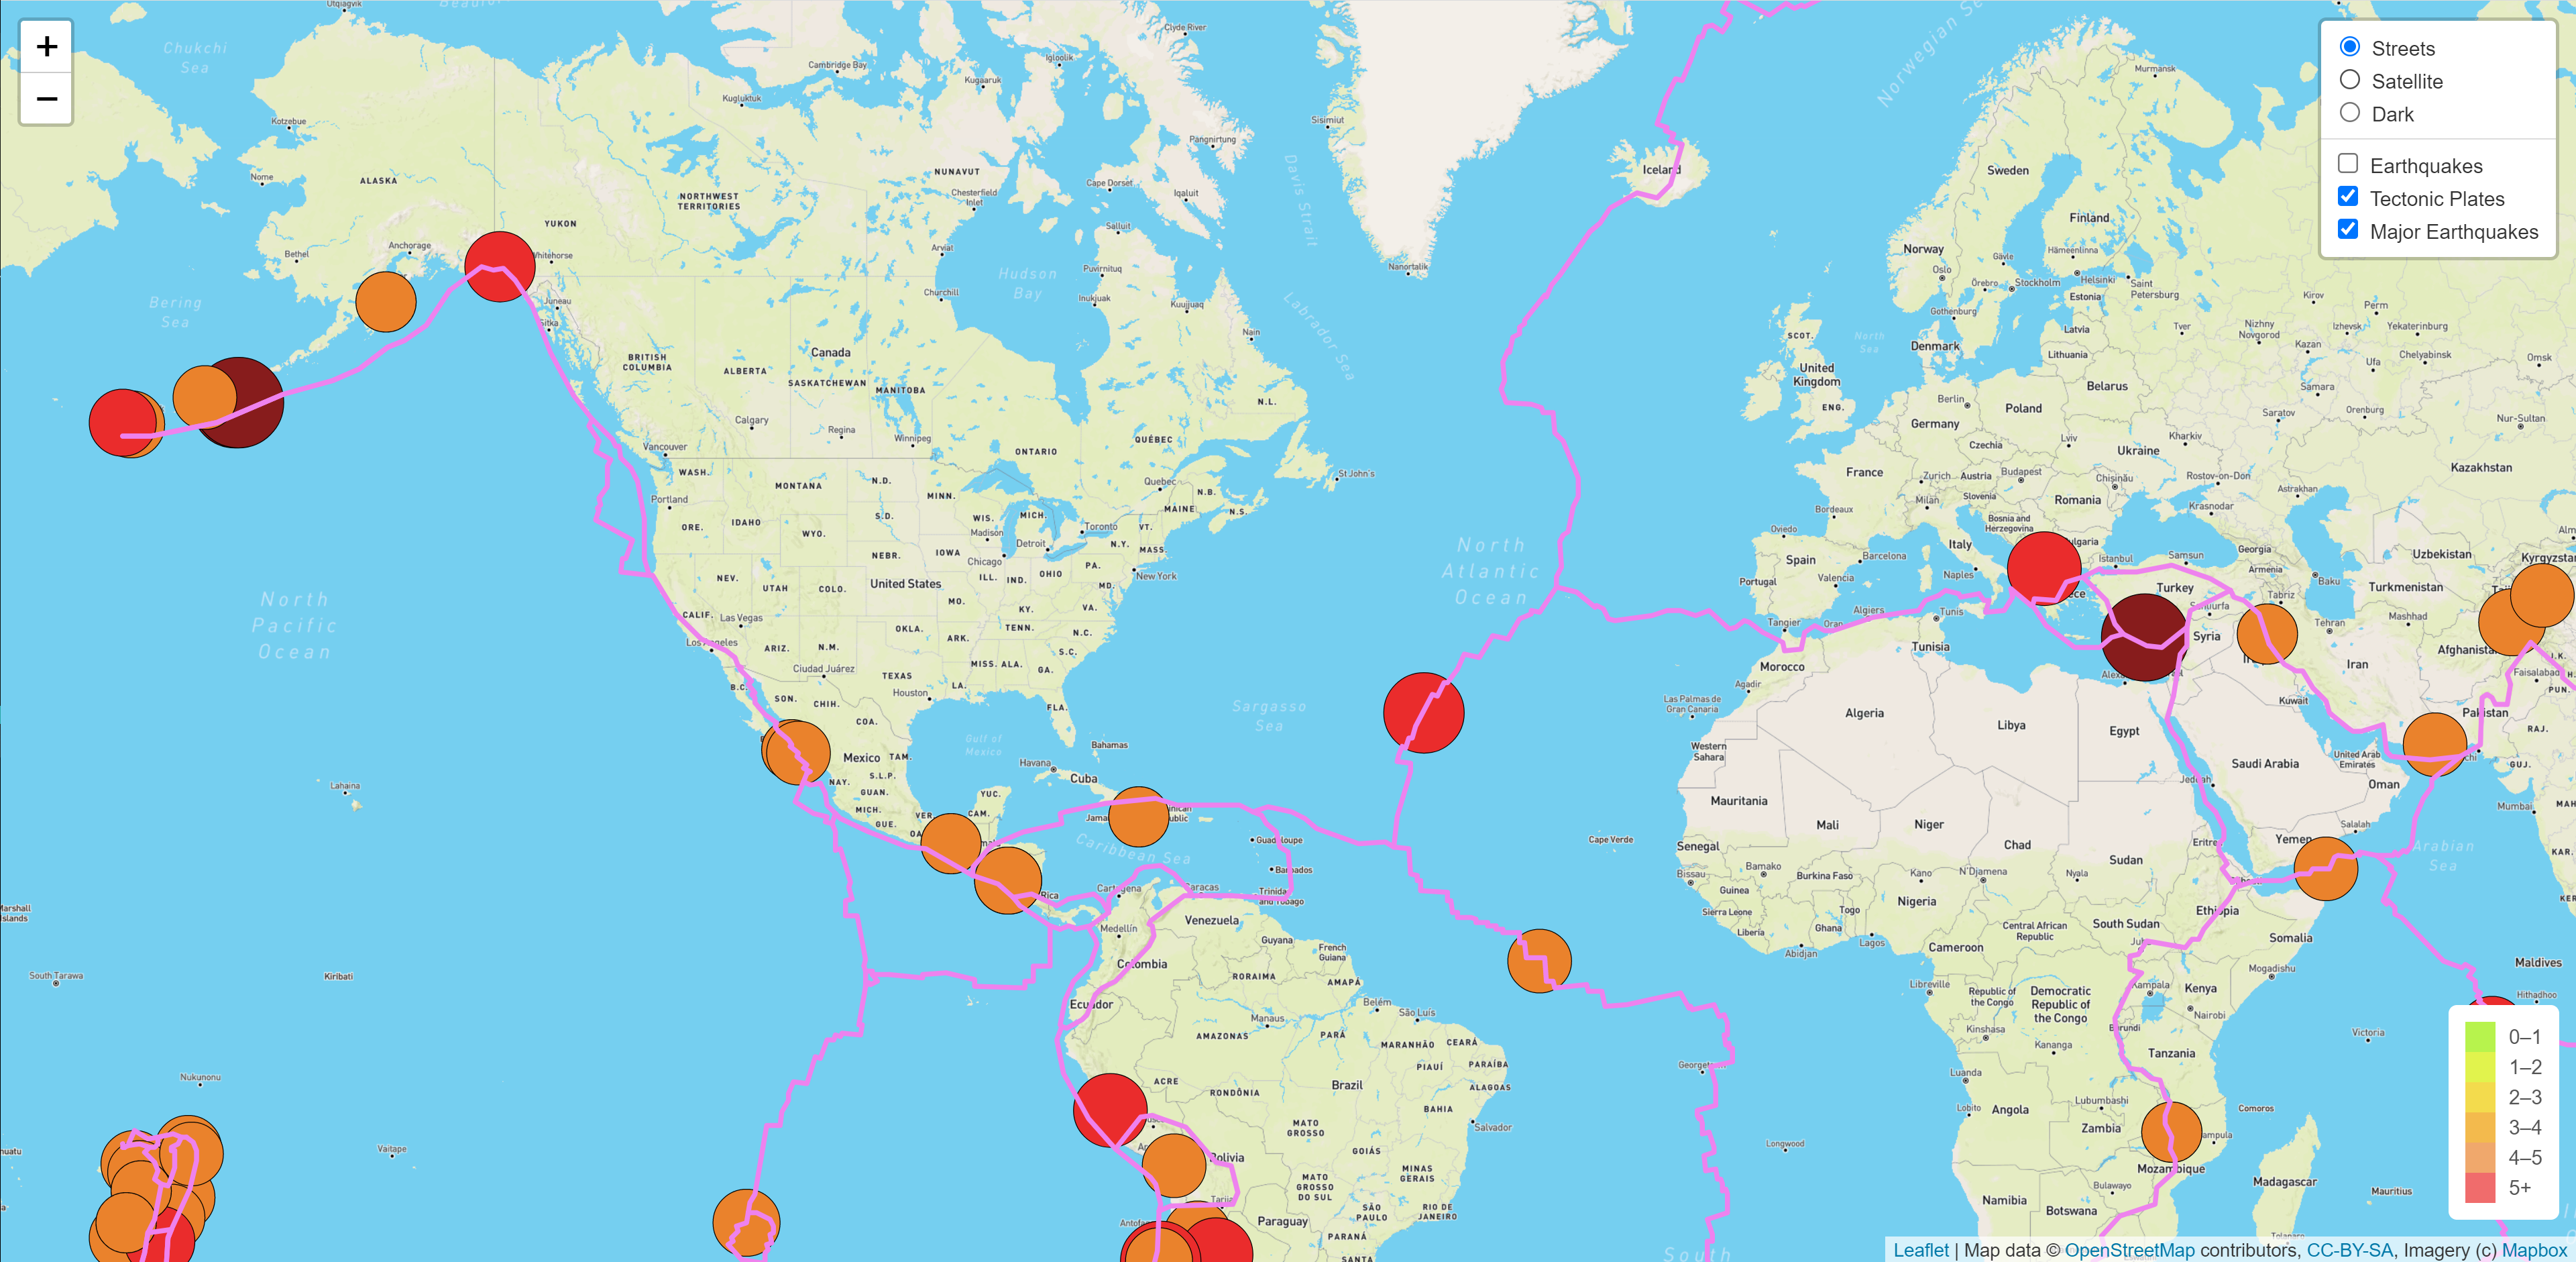 +
−
Streets
Satellite
Dark
Earthquakes
Tectonic Plates
Major Earthquakes
Utqiagvik
Chukchi
Sea
Kotzebue
Nome
ALASKA
Bethel
Anchorage
Bering
Sea
YUKON
Juneau
Sitka
NORTHWEST
TERRITORIES
Kugluktuk
Cambridge Bay
Kugaaruk
Igloolik
Clyde River
Pangnirtung
NUNAVUT
Chesterfield
Inlet
Cape Dorset
Iqaluit
Arviat
Salluit
Puvirnituq
Inukjuak
Kuujjuaq
Hudson
Bay
Churchill
Nain
Davis Strait
Labrador Sea
Sisimiut
Nanortalik
Iceland
BRITISH
COLUMBIA
ALBERTA
Canada
SASKATCHEWAN
MANITOBA
Calgary
Regina
Winnipeg
Vancouver
ONTARIO
QUÉBEC
N.L.
St John's
Quebec
N.B.
N.S.
MAINE
WASH.
MONTANA
N.D.
MINN.
Portland
ORE.
IDAHO
WYO.
S.D.
WIS.
MICH.
Madison
Detroit
Toronto
VT.
N.Y.
MASS.
NEBR.
IOWA
Chicago
PA.
New York
NEV.
UTAH
COLO.
United States
ILL.
IND.
OHIO
MD.
MO.
KY.
VA.
CALIF.
Las Vegas
Los Angeles
OKLA.
ARK.
TENN.
N.C.
S.C.
ARIZ.
N.M.
Ciudad Juárez
MISS.
ALA.
GA.
TEXAS
LA.
Houston
FLA.
B.C.
SON.
CHIH.
COA.
Mexico
TAM.
S.L.P.
NAY.
GUAN.
MICH.
GUE.
VER.
YUC.
CAM.
Gulf of
Mexico
Bahamas
Havana
Cuba
Caribbean Sea
Guadeloupe
Barbados
Trinidad
and Tobago
North
Pacific
Ocean
North
Atlantic
Ocean
Sargasso
Sea
Lahaina
Marshall
Islands
South Tarawa
Kiribati
Nukunonu
Vaitape
Cartagena
Caracas
Venezuela
Medellín
Colombia
Guyana
French
Guiana
RORAIMA
AMAPÁ
Ecuador
Manaus
Belém
São Luís
AMAZONAS
PARÁ
MARANHÃO
CEARÁ
PARAÍBA
PIAUÍ
ALAGOAS
ACRE
RONDÔNIA
Brazil
BAHIA
MATO
GROSSO
Salvador
GOIÁS
Bolivia
MATO
GROSSO
DO SUL
MINAS
GERAIS
SÃO
PAULO
RIO DE
JANEIRO
Paraguay
PARANÁ
SANTA
South
Georget
Longwood
Norwegian Se
Murmansk
Sweden
Finland
Norway
Gävle
Hämeenlinna
Oslo
Örebro
Stockholm
Helsinki
Saint
Petersburg
Estonia
Gothenburg
Latvia
Lithuania
Denmark
North
Sea
SCOT.
United
Kingdom
ENG.
Berlin
Poland
Belarus
Germany
Czechia
Lviv
Ukraine
Kharkiv
France
Zurich
Austria
Budapest
Chișinău
Milan
Slovenia
Romania
Rostov-on-Don
Astrakhan
Krasnodar
Bordeaux
Bosnia and
Herzegovina
Oviedo
Spain
Barcelona
Italy
Naples
Portugal
Valencia
Istanbul
Samsun
Georgia
Armenia
Baku
Turkey
Tabriz
Tehran
Mashhad
Turkmenistan
Uzbekistan
Kazakhstan
Kirov
Perm
Izhevsk
Yekaterinburg
Tver
Nizhny
Novgorod
Kazan
Ufa
Chelyabinsk
Omsk
Samara
Saratov
Orenburg
Nur-Sultan
Tangier
Oran
Algiers
Tunis
Tunisia
Morocco
Agadir
Las Palmas de
Gran Canaria
Algeria
Libya
Egypt
Syria
Iran
Kuwait
Afghanistan
Faisalabad
PUN.
Pakistan
RAJ.
GUJ.
Western
Sahara
Saudi Arabia
United Arab
Emirates
Oman
Mumbai
Mauritania
Mali
Niger
Chad
Sudan
Salalah
Yemen
Arabian
Sea
Cape Verde
Senegal
Bissau
Bamako
Burkina Faso
Kano
N'Djamena
Nyala
Guinea
Sierra Leone
Liberia
Togo
Ghana
Nigeria
Abidjan
Lagos
Cameroon
Central African
Republic
South Sudan
Ethiopia
Somalia
Mogadishu
Maldives
Hithadhoo
Libreville
Republic of
the Congo
Democratic
Republic of
the Congo
Kampala
Kenya
Nairobi
Kinshasa
Kananga
Burundi
Tanzania
Victoria
Luanda
Lobito
Angola
Lubumbashi
Zambia
Comoros
Mozambique
Namibia
Bulawayo
Botswana
Madagascar
Mauritius
0–1
1–2
2–3
3–4
4–5
5+
Leaflet | Map data © OpenStreetMap contributors, CC-BY-SA, Imagery (c) Mapbox